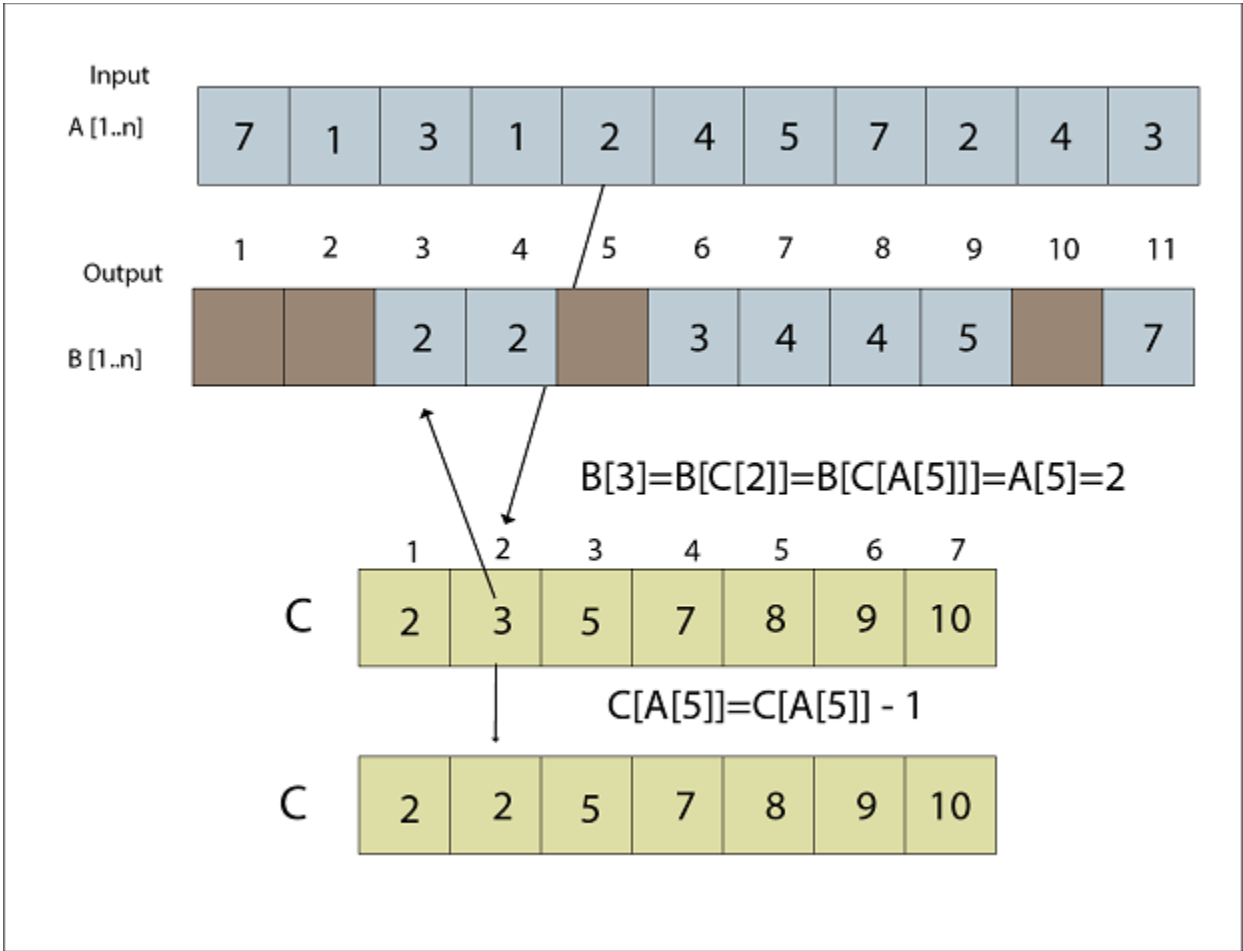 Input
A [1..n]
7 1 3 1 2 4 5 7 2 4 3
1 2 3 4 5 6 7 8 9 10 11
Output
B [1..n]
2 2 3 4 4 5 7
B[3]=B[C[2]]=B[C[A[5]]]=A[5]=2
1 2 3 4 5 6 7
C 2 3 5 7 8 9 10
C[A[5]]=C[A[5]] - 1
C 2 2 5 7 8 9 10